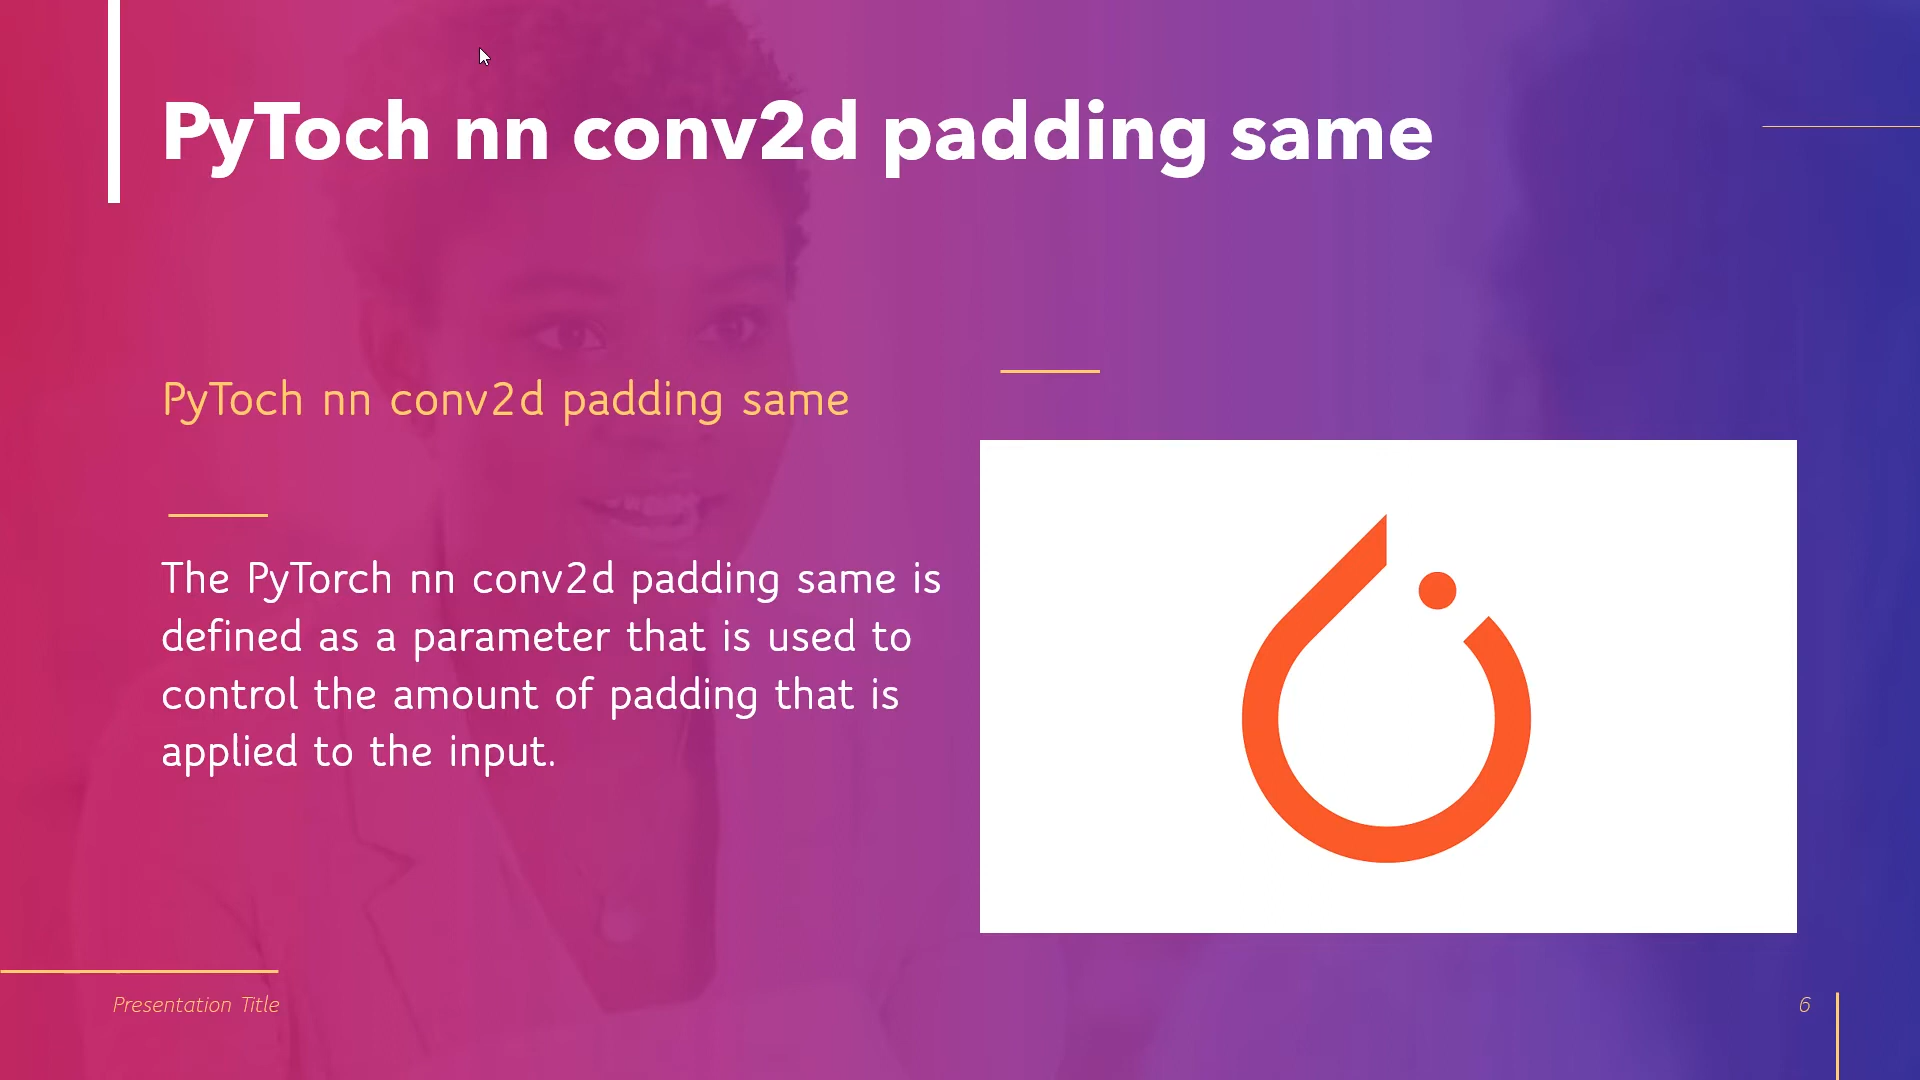 PyToch nn conv2d padding same
PyToch nn conv2d padding same
The PyTorch nn conv2d padding same is
defined as a parameter that is used to
control the amount of padding that is
applied to the input.
Presentation Title
6